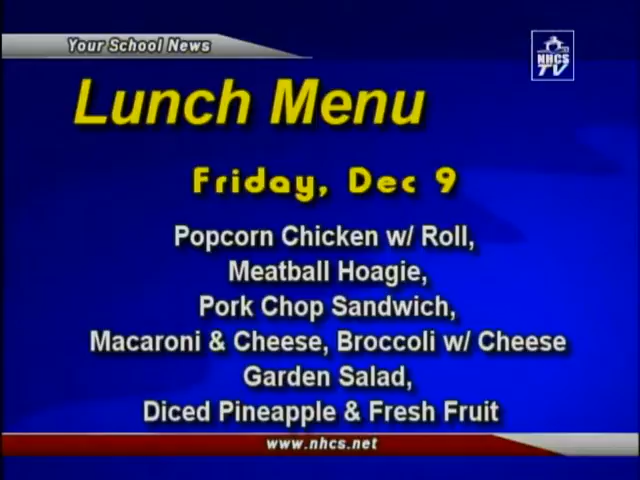 Your School News
NHCS
TV
Lunch Menu
Friday, Dec 9
Popcorn Chicken w/ Roll,
Meatball Hoagie,
Pork Chop Sandwich,
Macaroni & Cheese, Broccoli w/ Cheese
Garden Salad,
Diced Pineapple & Fresh Fruit
www.nhcs.net